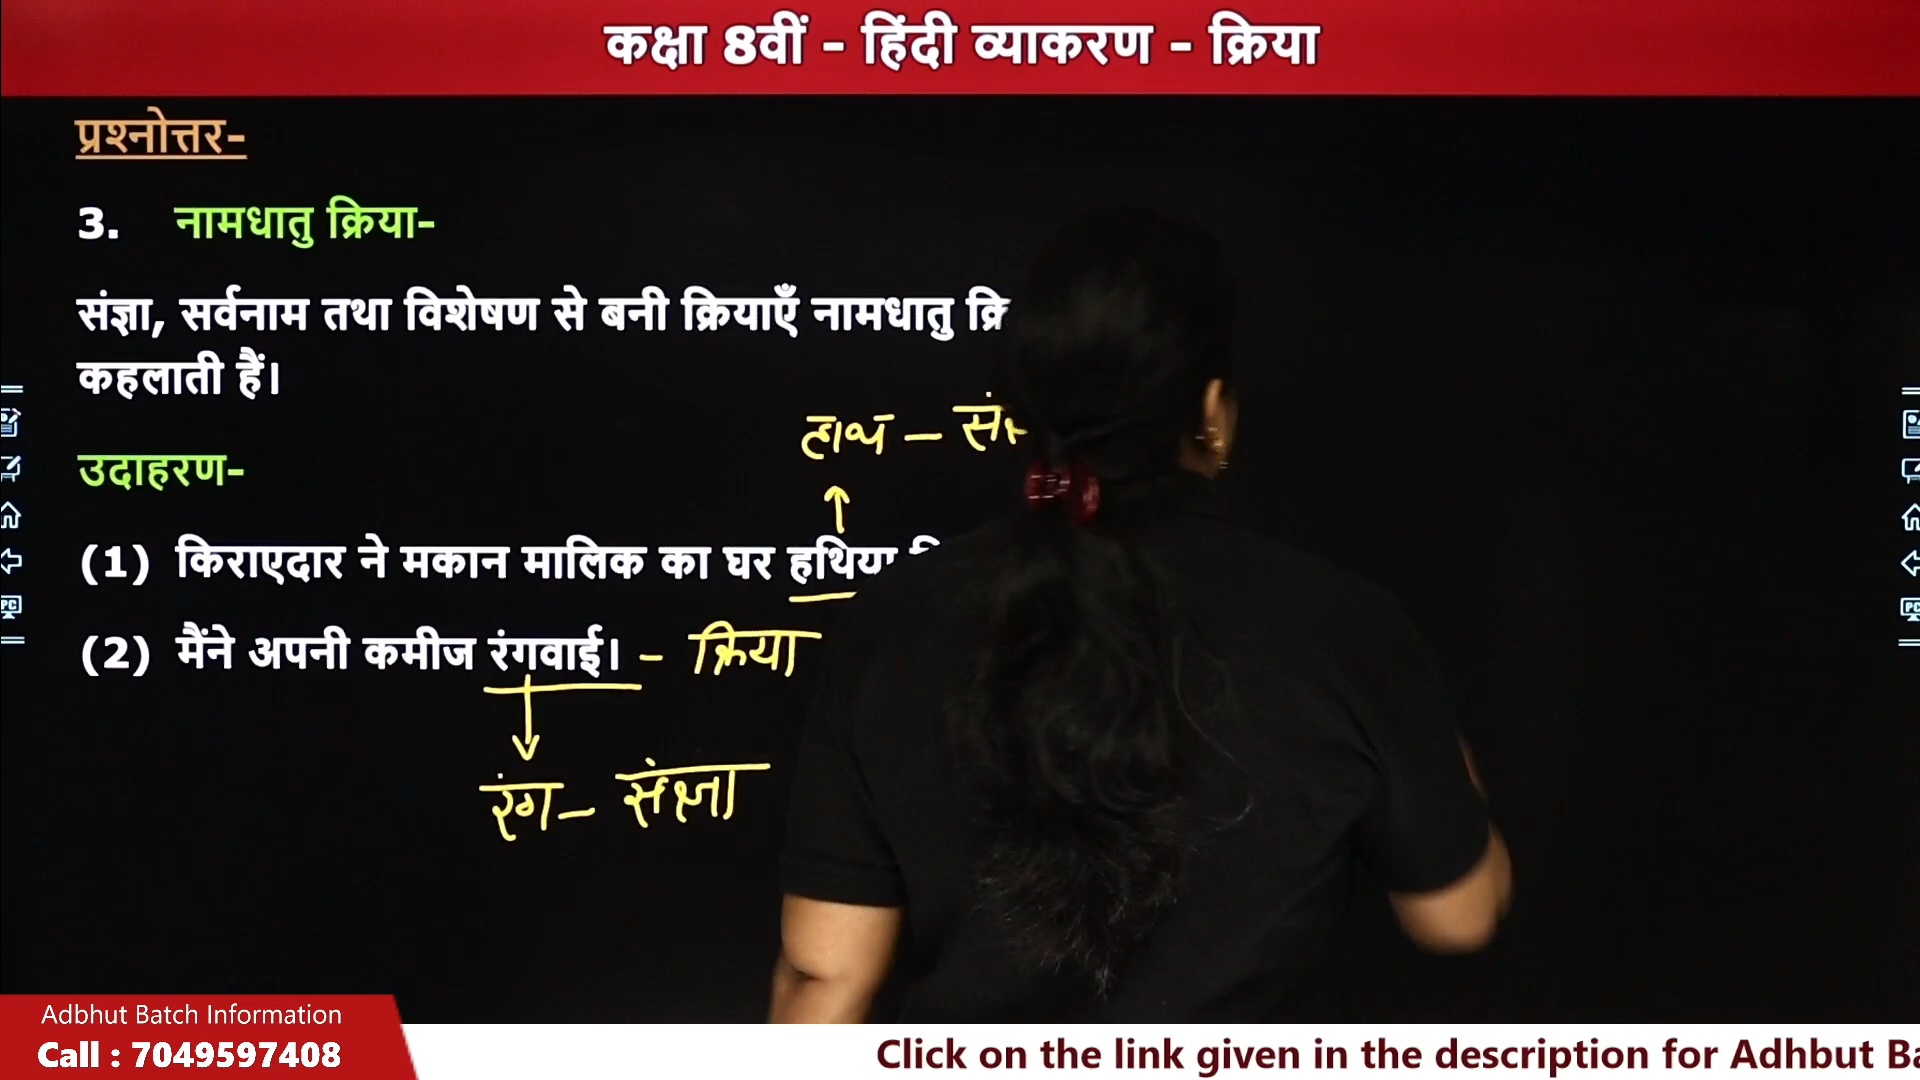 कक्षा 8वीं - हिंदी व्याकरण - क्रिया
प्रश्नोत्तर-
3. नामधातु क्रिया-
संज्ञा, सर्वनाम तथा विशेषण से बनी क्रियाएँ नामधातु
कहलाती हैं।
हाथ –
उदाहरण-
(1) किराएदार ने मकान मालिक का घर हथिया
(2) मैंने अपनी कमीज रंगवाई। – क्रिया
रंग – संज्ञा
Adbhut Batch Information
Call : 7049597408
Click on the link given in the description for Adhbut